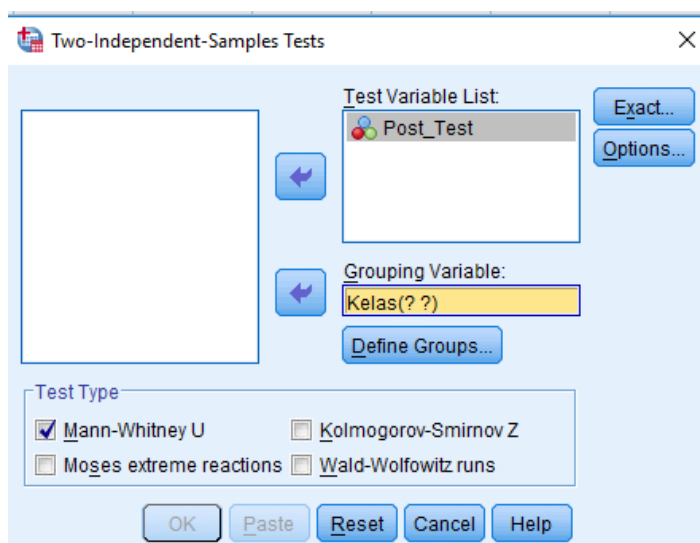 Two-Independent-Samples Tests
Test Variable List:
Post_Test
Exact...
Options...
Grouping Variable:
Kelas(? ?)
Define Groups...
Test Type
Mann-Whitney U
Kolmogorov-Smirnov Z
Moses extreme reactions
Wald-Wolfowitz runs
OK
Paste
Reset
Cancel
Help